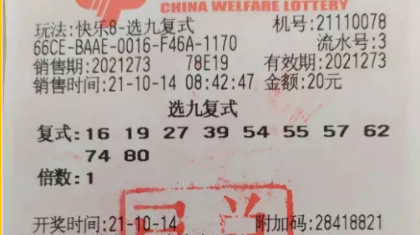 CHINA WELFARE LOTTERY
玩法:快乐8-选九复式 机号:21110078
66CE-BAAE-0016-F46A-1170 流水号:3
销售期:2021273 78E19 有效期:2021273
销售时间:21-10-14 08:42:47 金额:20元
选九复式
复式:16 19 27 39 54 55 57 62
74 80
倍数:1
开奖时间:21-10-14 附加码:28418821